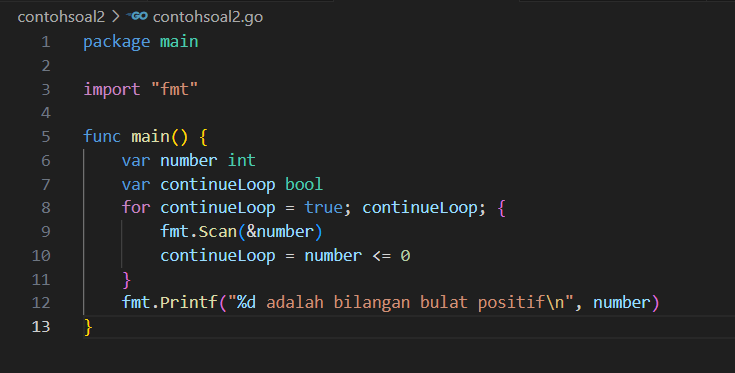 contohsoal2 > GO contohsoal2.go
1 package main
2
3 import "fmt"
4
5 func main() {
6     var number int
7     var continueLoop bool
8     for continueLoop = true; continueLoop; {
9         fmt.Scan(&number)
10         continueLoop = number <= 0
11     }
12     fmt.Printf("%d adalah bilangan bulat positif\n", number)
13 }